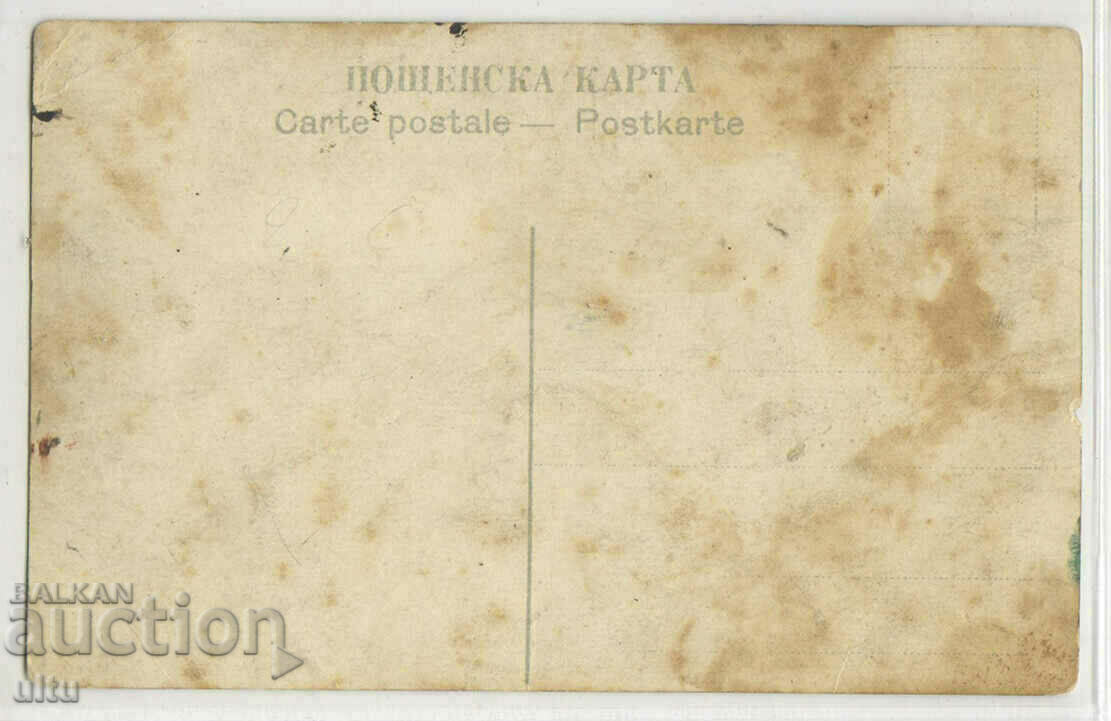 ПОЩЕНСКА КАРТА
Carte postale — Postkarte
BALKAN
auction
ultu